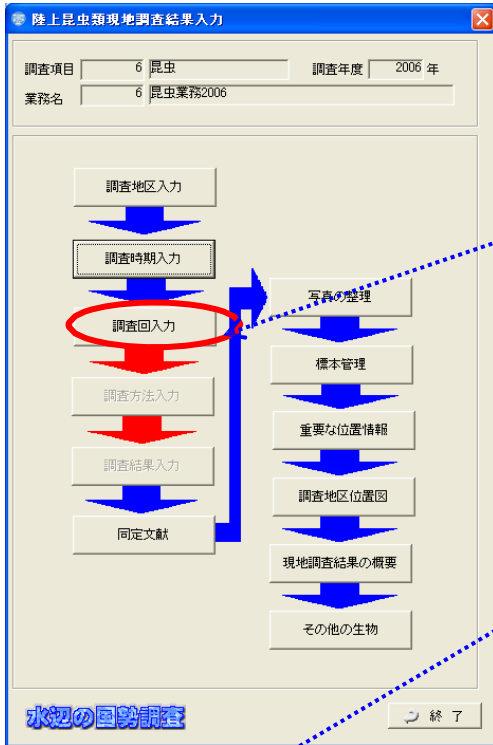 陸上昆虫類現地調査結果入力
調査項目 6 昆虫 調査年度 2006 年
業務名 6 昆虫業務2006
調査地区入力
調査時期入力
調査回入力
調査方法入力
調査結果入力
同定文献
写真の整理
標本管理
重要な位置情報
調査地区位置図
現地調査結果の概要
その他の生物
水辺の国勢調査
終 了